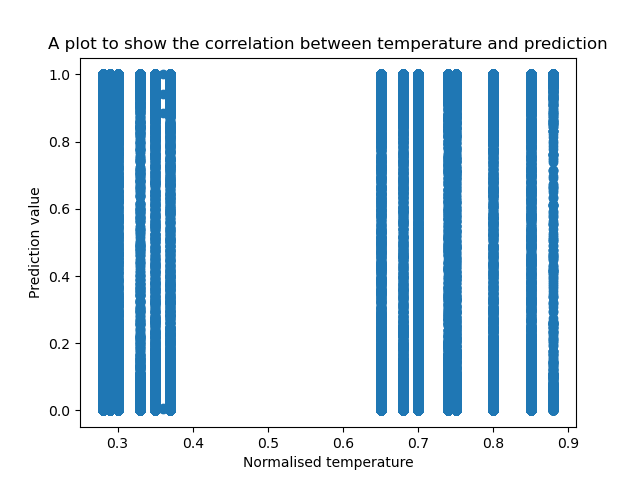 A plot to show the correlation between temperature and prediction
1.0
0.8
0.6
0.4
0.2
0.0
Prediction value
0.3 0.4 0.5 0.6 0.7 0.8 0.9
Normalised temperature